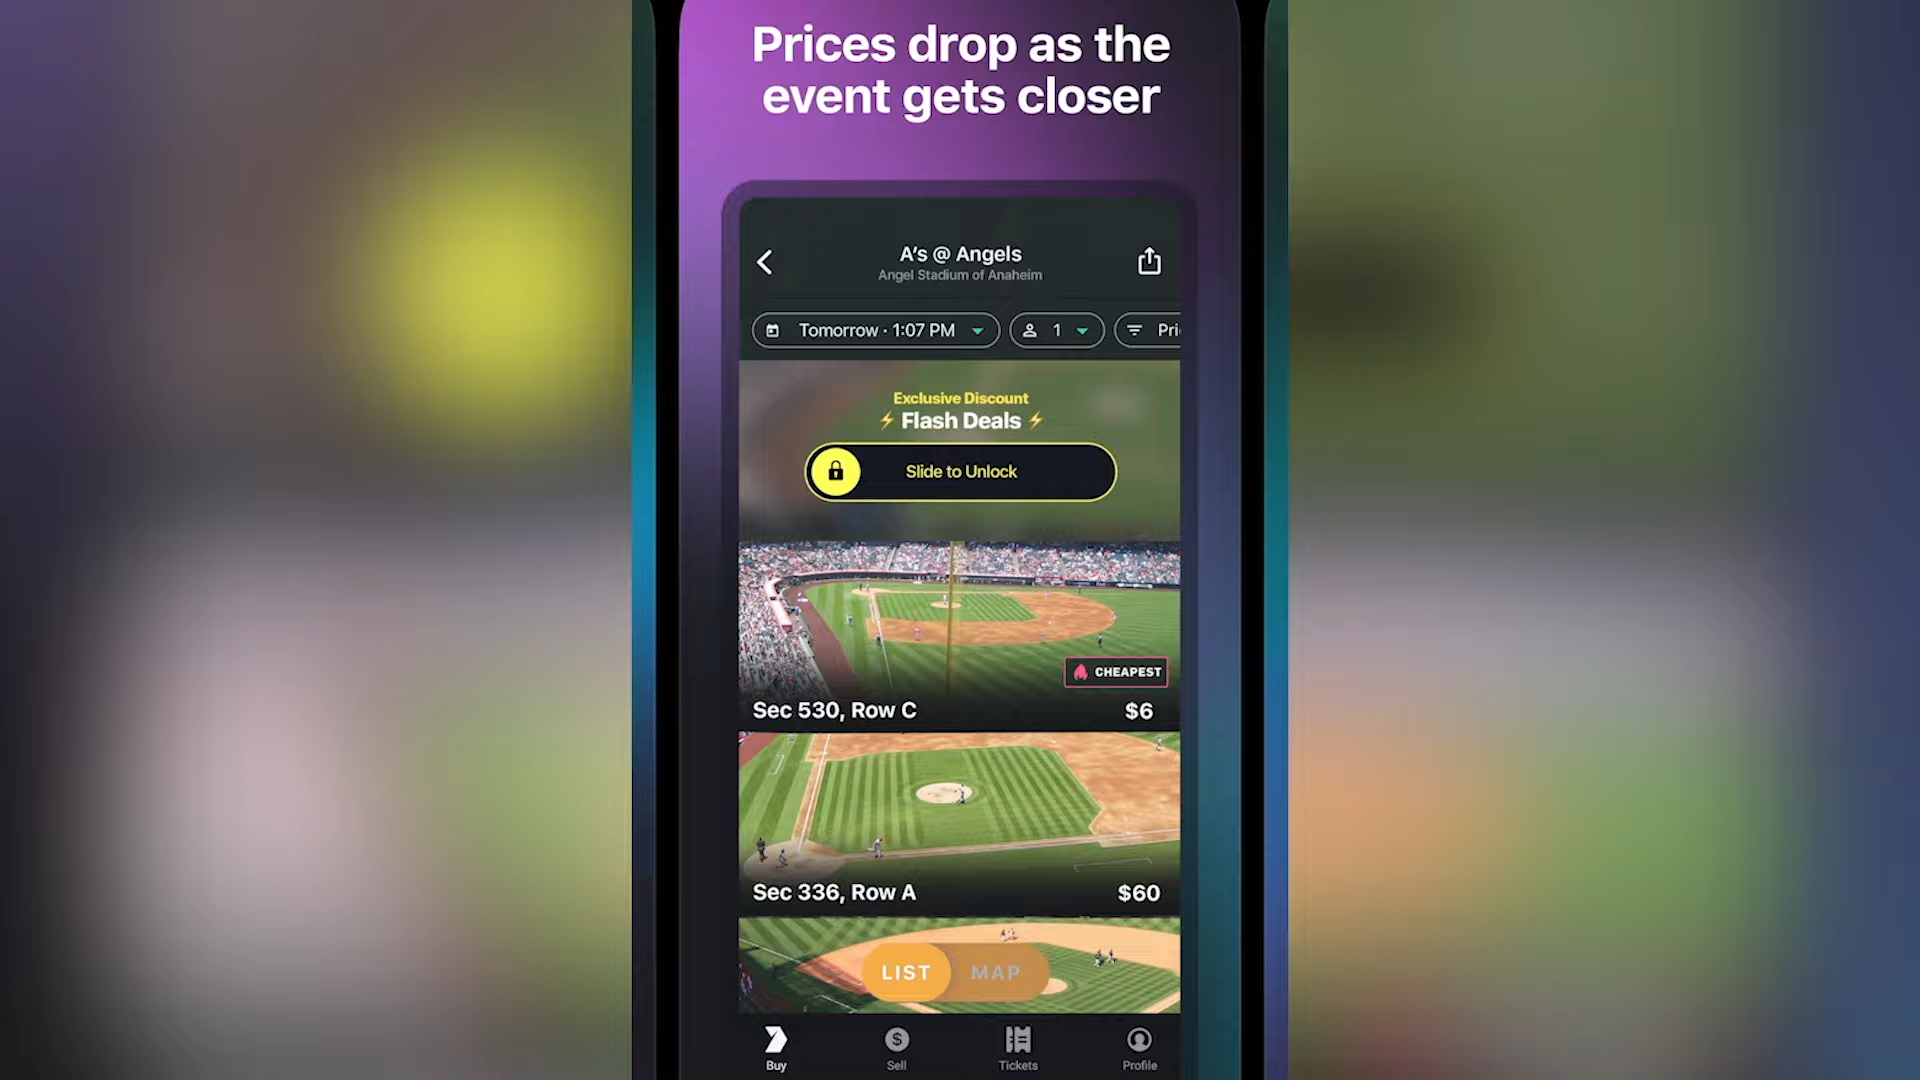 Prices drop as the
event gets closer
A's @ Angels
Angel Stadium of Anaheim
Tomorrow · 1:07 PM
1
Pri
Exclusive Discount
⚡ Flash Deals ⚡
Slide to Unlock
CHEAPEST
Sec 530, Row C
$6
Sec 336, Row A
$60
LIST
MAP
Buy
Sell
Tickets
Profile